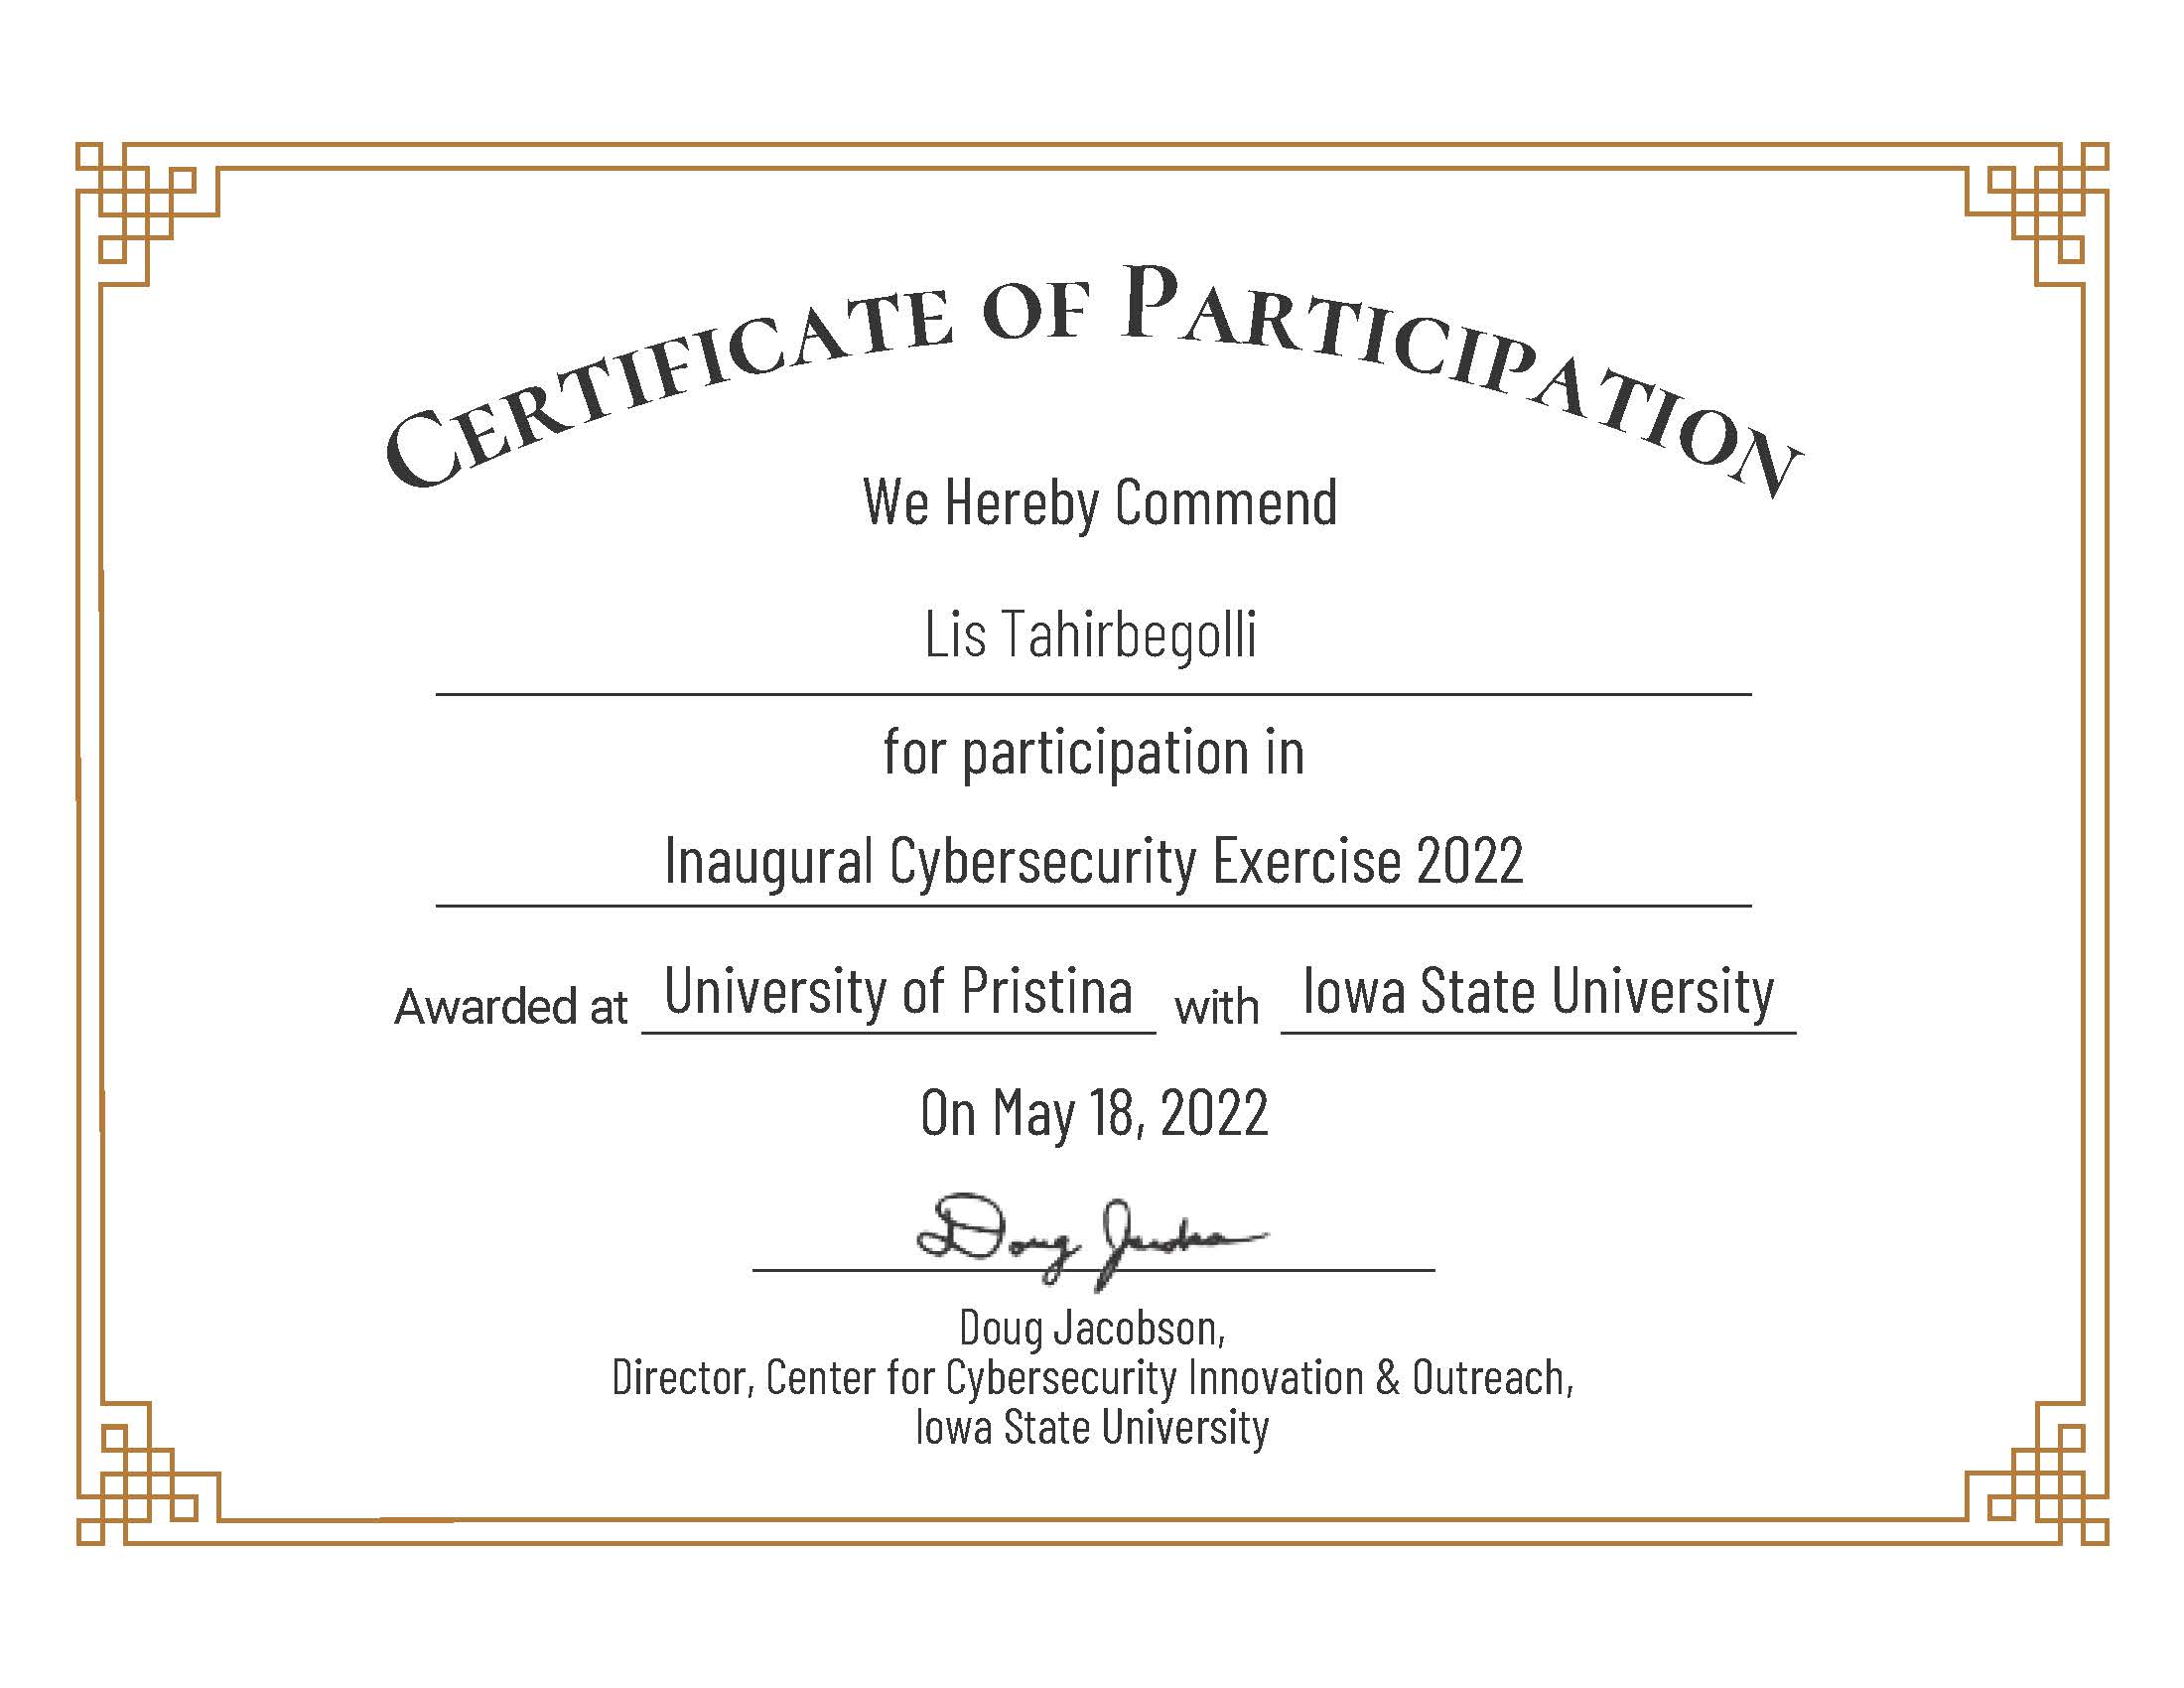 Certificate of Participation
We Hereby Commend
Lis Tahirbegolli
for participation in
Inaugural Cybersecurity Exercise 2022
Awarded at University of Pristina with Iowa State University
On May 18, 2022
Doug Jacobson
Doug Jacobson,
Director, Center for Cybersecurity Innovation & Outreach,
Iowa State University